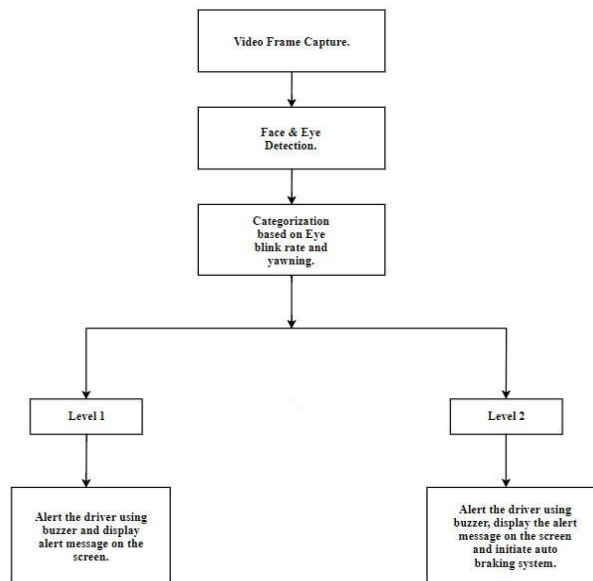 Video Frame Capture.
Face & Eye
Detection.
Categorization
based on Eye
blink rate and
yawning.
Level 1
Level 2
Alert the driver using
buzzer and display
alert message on the
screen.
Alert the driver using
buzzer, display the alert
message on the screen
and initiate auto
braking system.